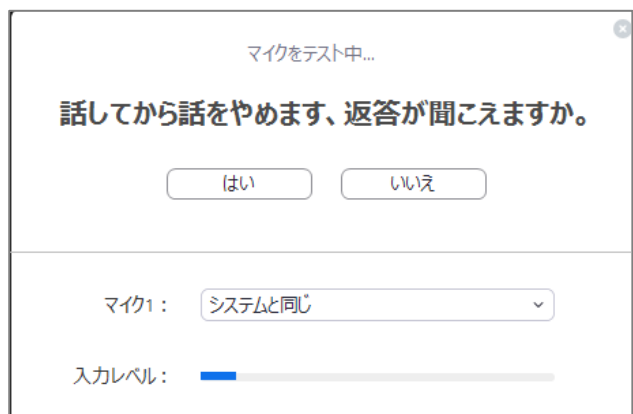 マイクをテスト中...
話してから話をやめます、返答が聞こえますか。
はい
いいえ
マイク1：
システムと同じ
入力レベル：